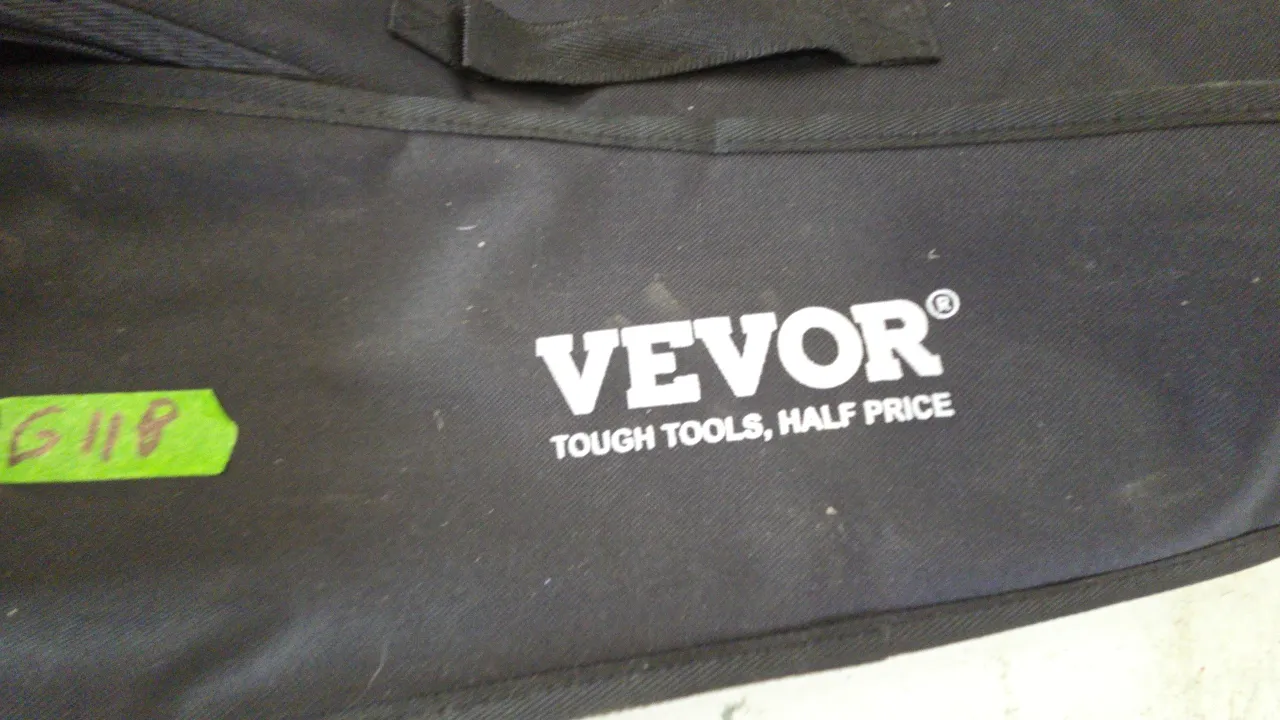 VEVOR®
TOUGH TOOLS, HALF PRICE
G118